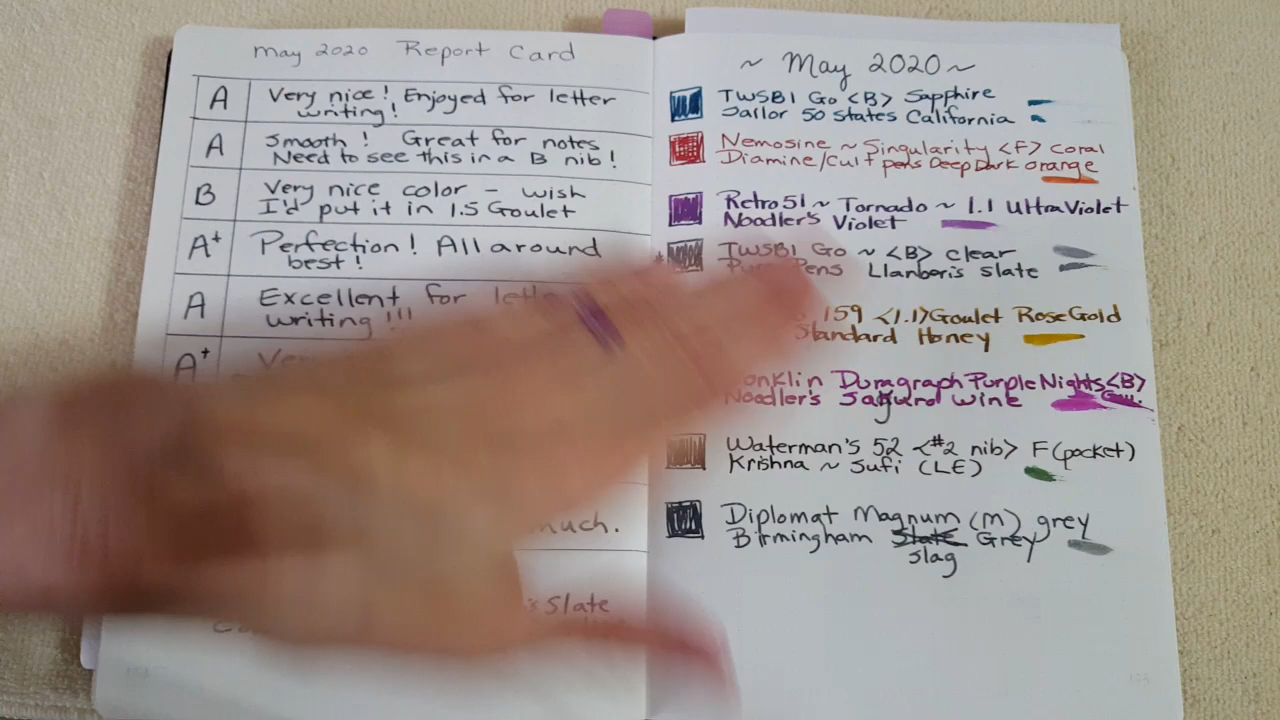 May 2020 Report Card
A
Very nice! Enjoyed for letter
writing!
A
Smooth! Great for notes
Need to see this in a B nib!
B
Very nice color - wish
I'd put it in 1.5 Goulet
A+
Perfection! All around
best!
A
Excellent for
writing!!!
A+
much.
Slate
~ May 2020 ~
TWSBI Go <B> Sapphire
Sailor 50 States California
Nemosine ~ Singularity <F> Coral
Diamine/Cult pens Deep Dark orange
Retro 51 ~ Tornado ~ 1.1 UltraViolet
Noodler's Violet
TWSBI Go ~ <B> clear
Pens Llanberis slate
159 <1.1> Goulet Rose Gold
Standard Honey
Conklin Duragraph Purple Nights <B>
Noodler's Saguaro wine
Waterman's 52 <#2 nib> F (pocket)
Krishna ~ Sufi (LE)
Diplomat Magnum (M) grey
Birmingham Slate Grey
Slag